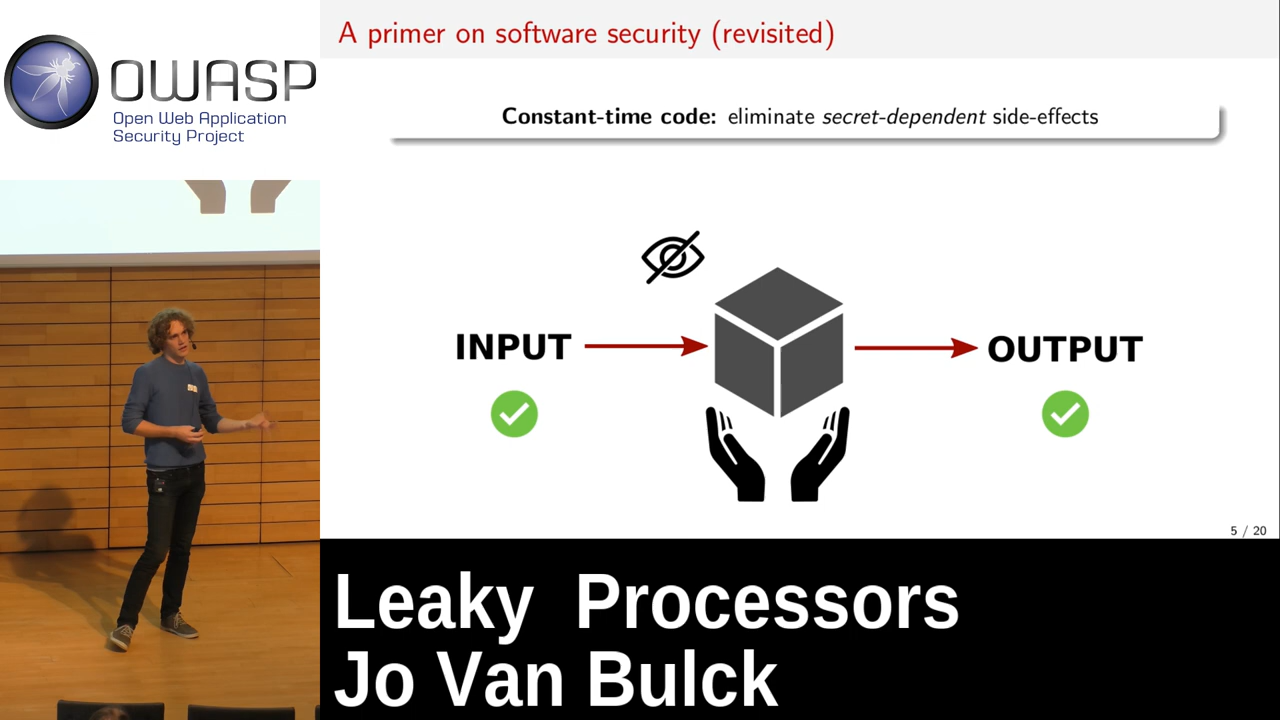 OWASP
Open Web Application
Security Project
A primer on software security (revisited)
Constant-time code: eliminate secret-dependent side-effects
INPUT
OUTPUT
5 / 20
Leaky Processors
Jo Van Bulck